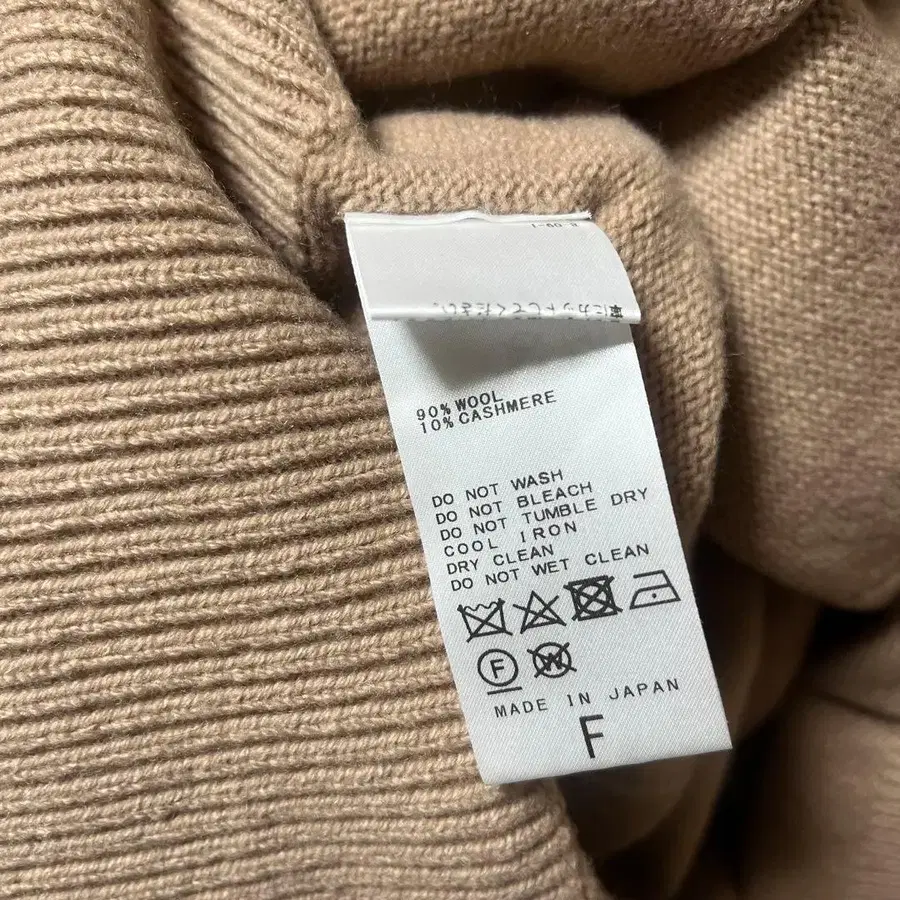 90% WOOL
10% CASHMERE
DO NOT WASH
DO NOT BLEACH
DO NOT TUMBLE DRY
COOL IRON
DRY CLEAN
DO NOT WET CLEAN
F W
MADE IN JAPAN
F